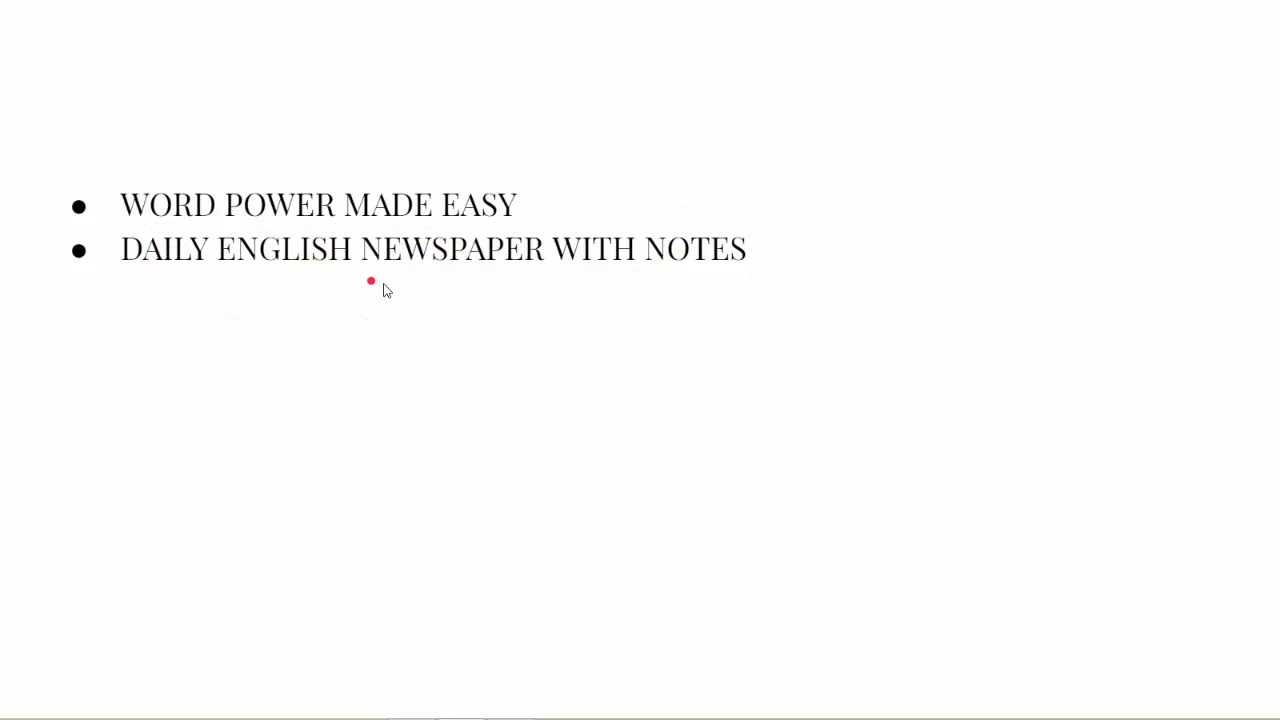 ● WORD POWER MADE EASY
● DAILY ENGLISH NEWSPAPER WITH NOTES